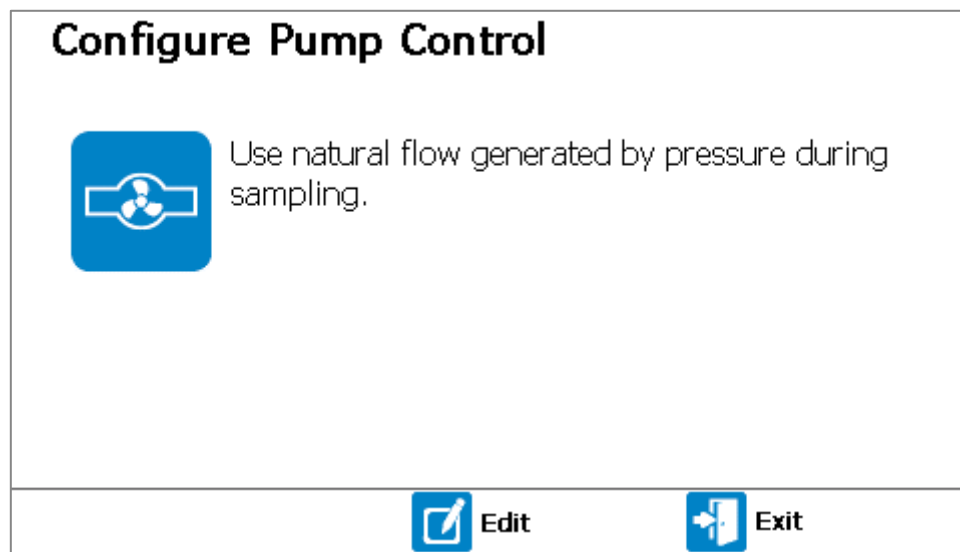 Configure Pump Control
Use natural flow generated by pressure during
sampling.
Edit
Exit